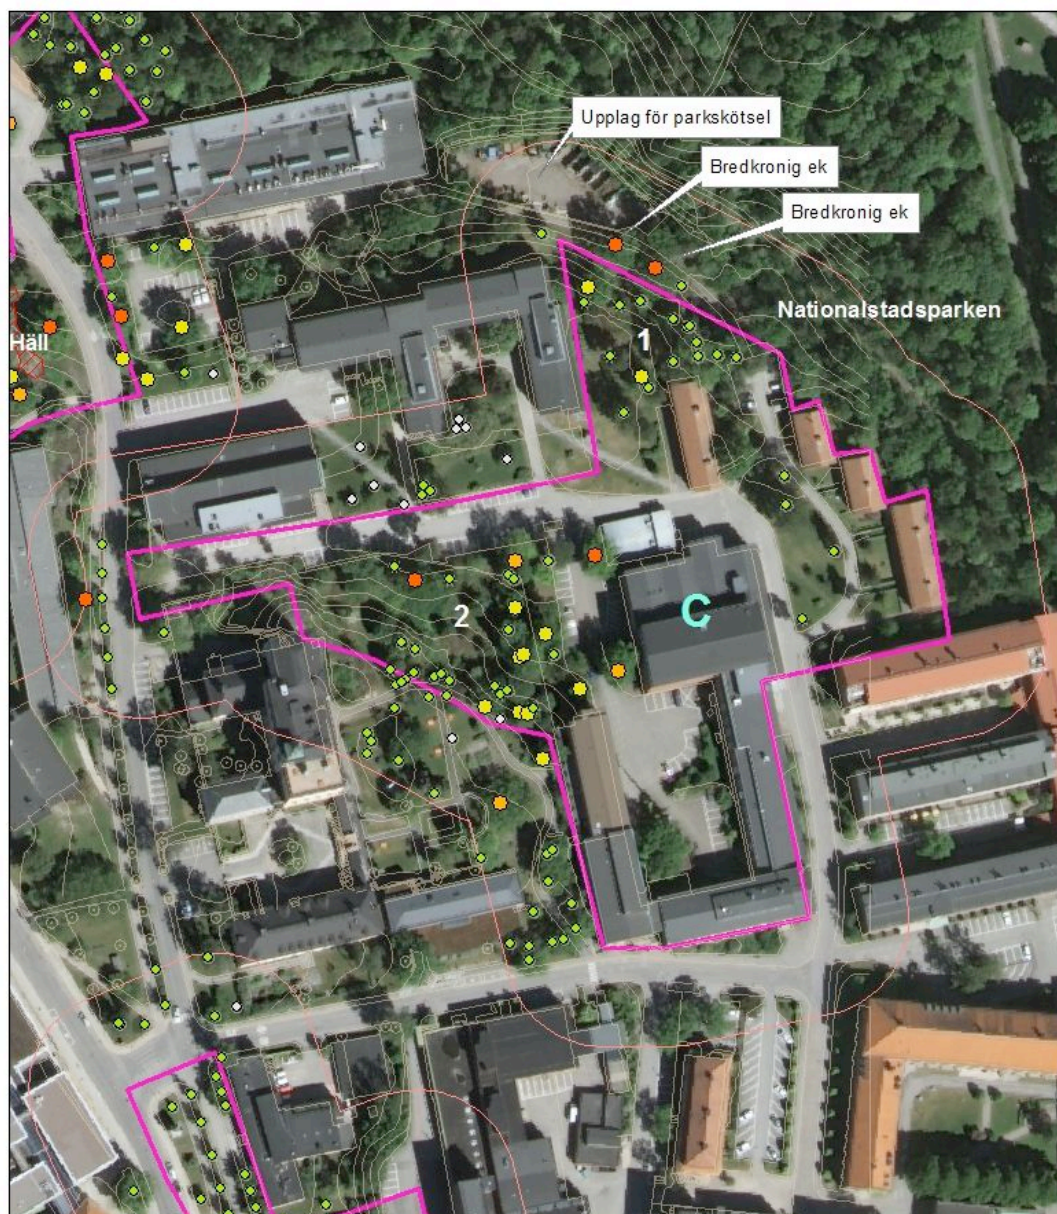 Upplag för parkskötsel
Bredkronig ek
Bredkronig ek
Nationalstadsparken
Häll
1
2
C